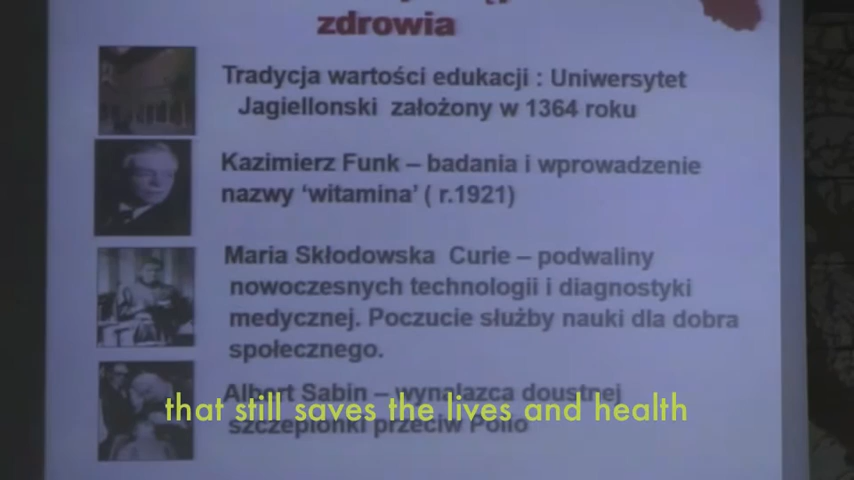 zdrowia
Tradycja wartości edukacji : Uniwersytet
Jagiellonski założony w 1364 roku
Kazimierz Funk – badania i wprowadzenie
nazwy ‘witamina’ ( r.1921)
Maria Skłodowska Curie – podwaliny
nowoczesnych technologii i diagnostyki
medycznej. Poczucie służby nauki dla dobra
społecznego.
Albert Sabin – wynalazca doustnej
that still saves the lives and health
szczepionki przeciw Polio